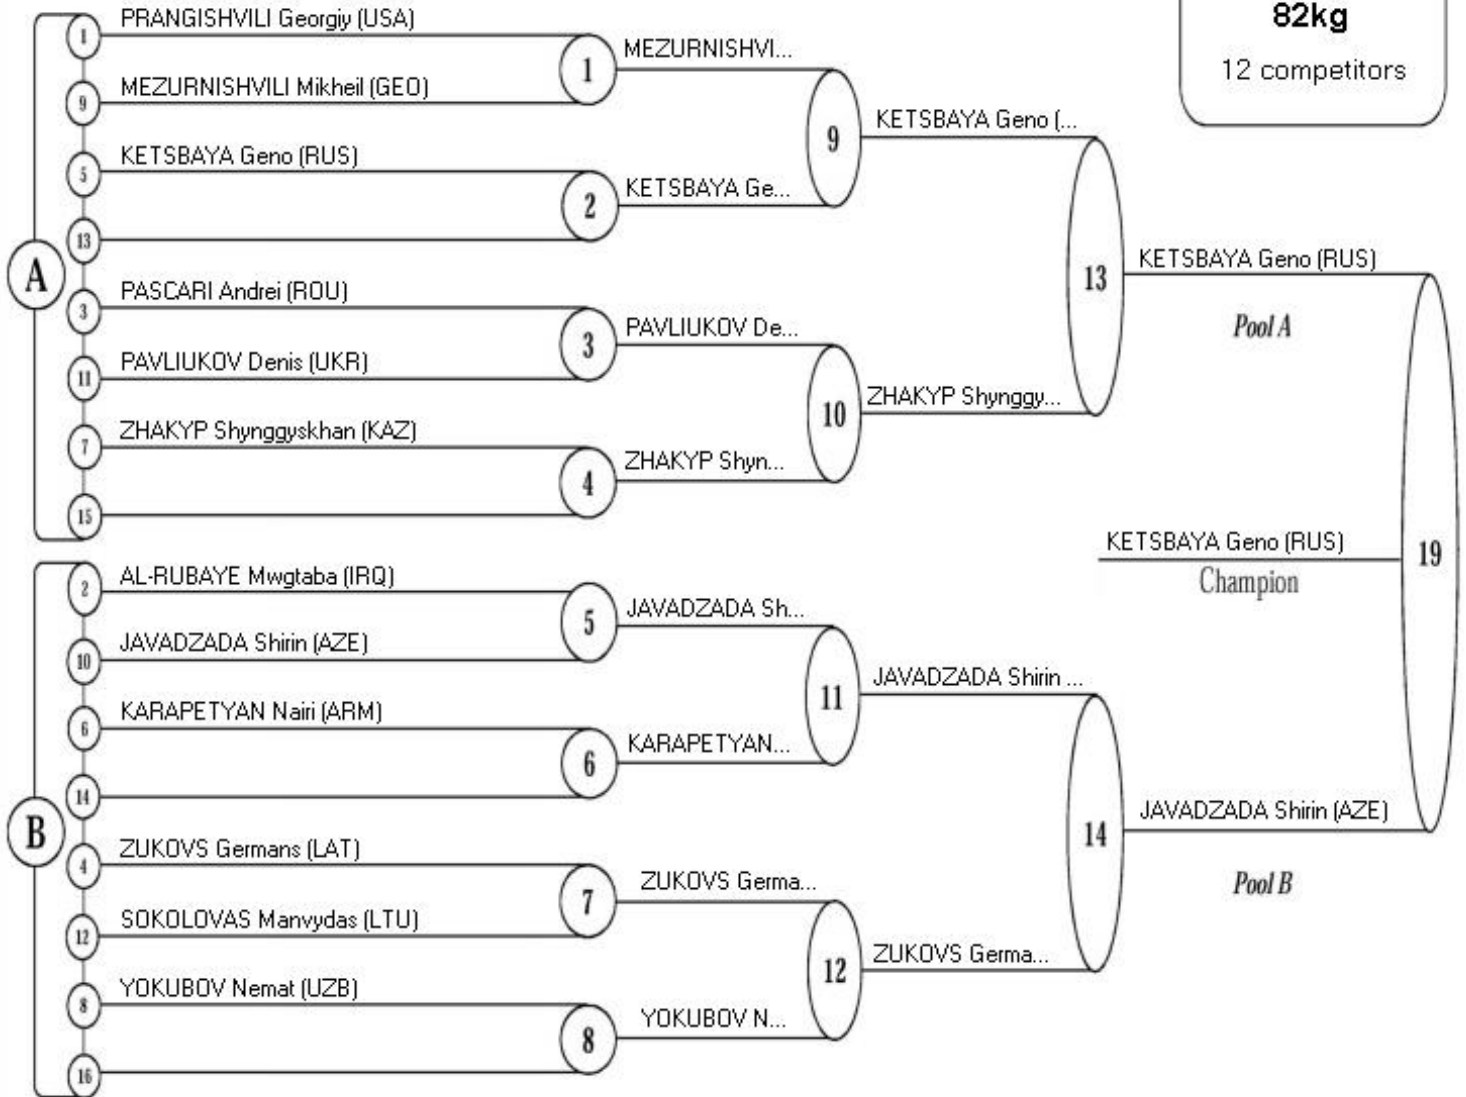 82kg
12 competitors
A
1
PRANGISHVILI Georgiy (USA)
9
MEZURNISHVILI Mikheil (GEO)
1
MEZURNISHVI...
5
KETSBAYA Geno (RUS)
13
2
KETSBAYA Ge...
9
KETSBAYA Geno (...
3
PASCARI Andrei (ROU)
11
PAVLIUKOV Denis (UKR)
3
PAVLIUKOV De...
7
ZHAKYP Shynggyskhan (KAZ)
15
4
ZHAKYP Shyn...
10
ZHAKYP Shynggy...
13
KETSBAYA Geno (RUS)
Pool A
B
2
AL-RUBAYE Mwgtaba (IRQ)
10
JAVADZADA Shirin (AZE)
5
JAVADZADA Sh...
6
KARAPETYAN Nairi (ARM)
14
6
KARAPETYAN...
11
JAVADZADA Shirin ...
4
ZUKOVS Germans (LAT)
12
SOKOLOVAS Manvydas (LTU)
7
ZUKOVS Germa...
8
YOKUBOV Nemat (UZB)
16
8
YOKUBOV N...
12
ZUKOVS Germa...
14
JAVADZADA Shirin (AZE)
Pool B
19
KETSBAYA Geno (RUS)
Champion